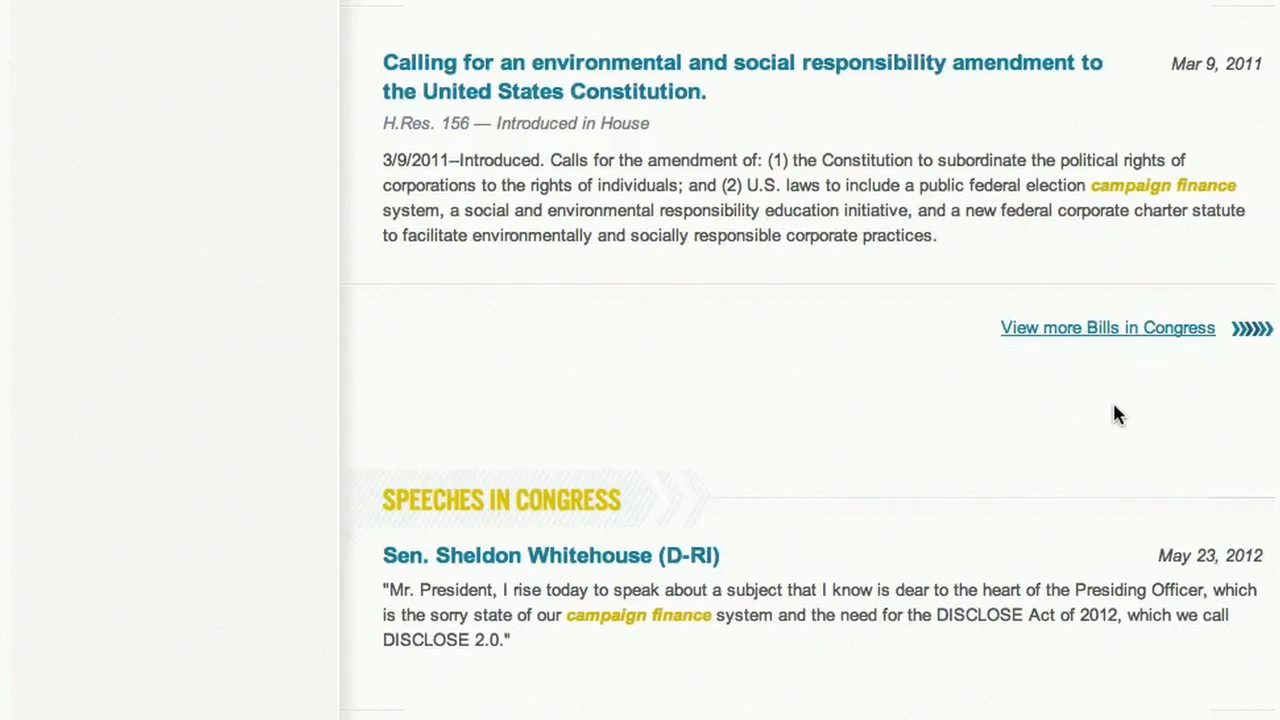 Calling for an environmental and social responsibility amendment to
Mar 9, 2011
the United States Constitution.
H.Res. 156 — Introduced in House
3/9/2011–Introduced. Calls for the amendment of: (1) the Constitution to subordinate the political rights of
corporations to the rights of individuals; and (2) U.S. laws to include a public federal election campaign finance
system, a social and environmental responsibility education initiative, and a new federal corporate charter statute
to facilitate environmentally and socially responsible corporate practices.
View more Bills in Congress
SPEECHES IN CONGRESS
Sen. Sheldon Whitehouse (D-RI)
May 23, 2012
"Mr. President, I rise today to speak about a subject that I know is dear to the heart of the Presiding Officer, which
is the sorry state of our campaign finance system and the need for the DISCLOSE Act of 2012, which we call
DISCLOSE 2.0."